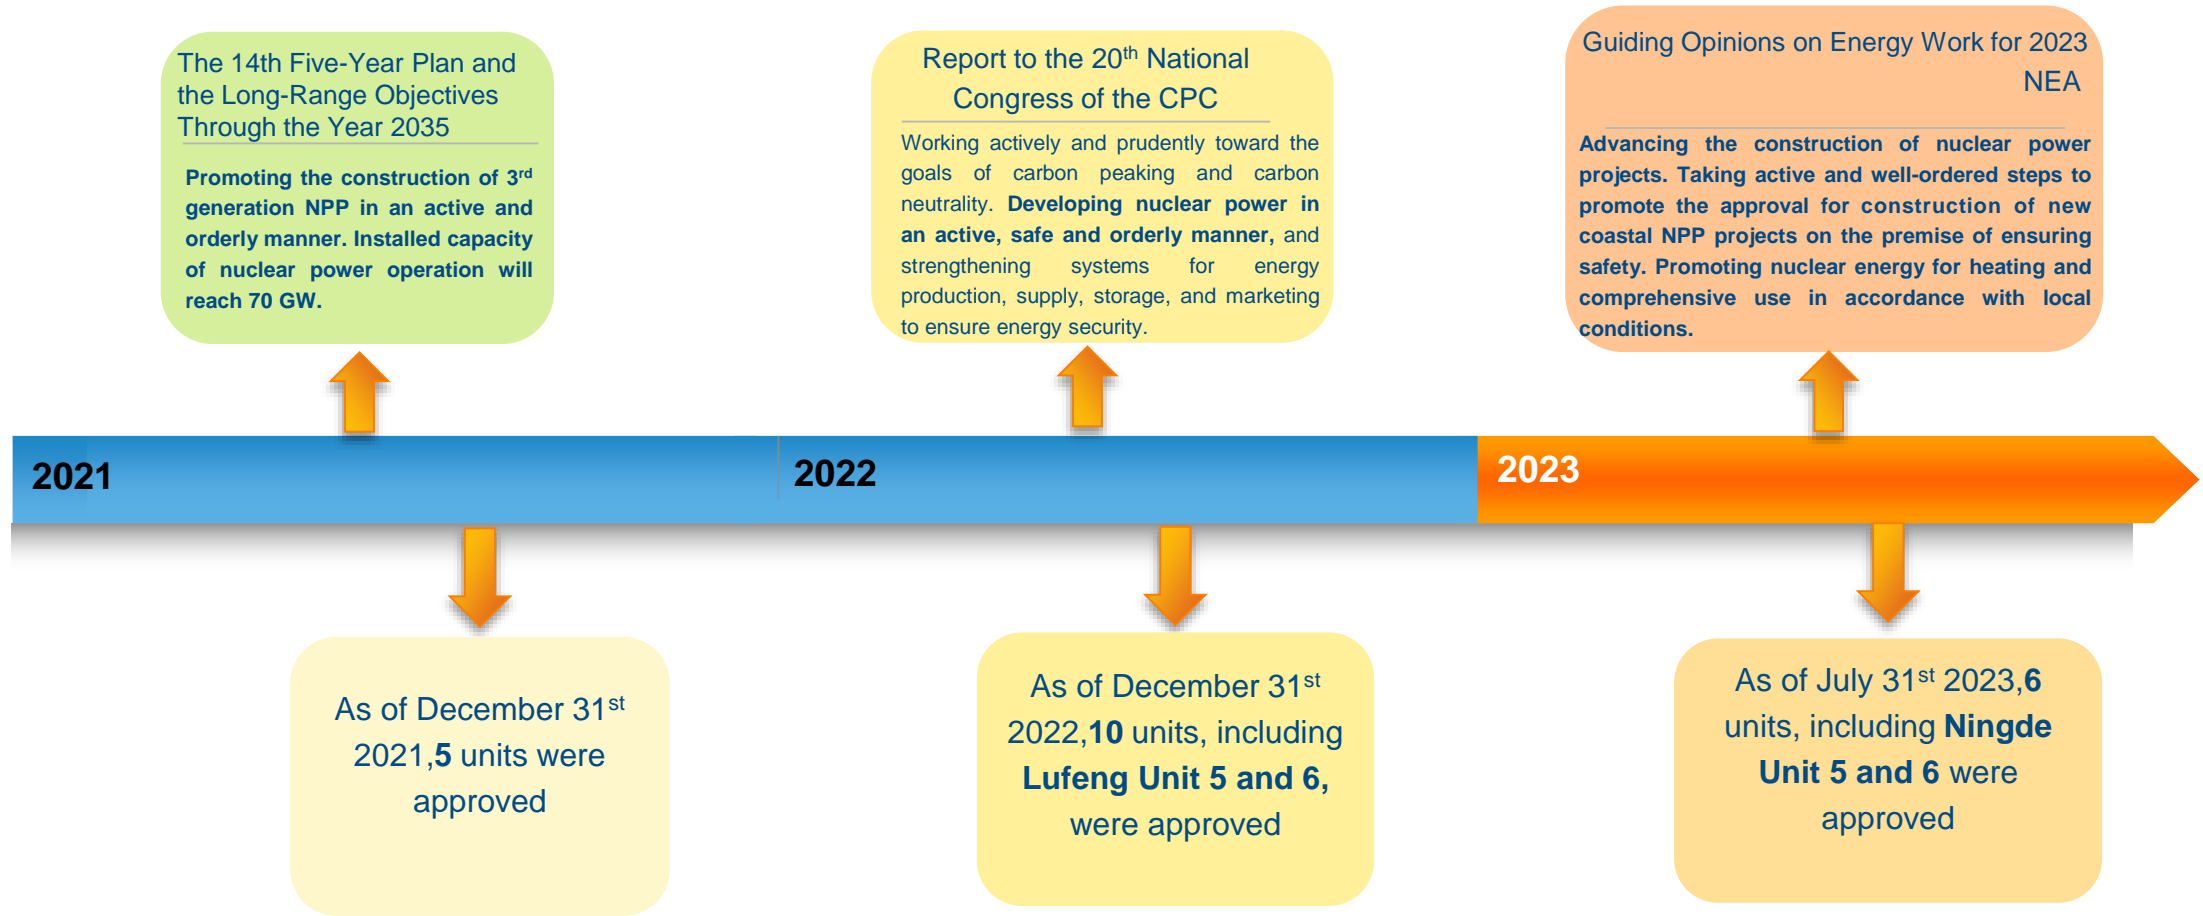 The 14th Five-Year Plan and
the Long-Range Objectives
Through the Year 2035
Promoting the construction of 3rd
generation NPP in an active and
orderly manner. Installed capacity
of nuclear power operation will
reach 70 GW.
Report to the 20th National
Congress of the CPC
Working actively and prudently toward the
goals of carbon peaking and carbon
neutrality. Developing nuclear power in
an active, safe and orderly manner, and
strengthening systems for energy
production, supply, storage, and marketing
to ensure energy security.
Guiding Opinions on Energy Work for 2023
NEA
Advancing the construction of nuclear power
projects. Taking active and well-ordered steps to
promote the approval for construction of new
coastal NPP projects on the premise of ensuring
safety. Promoting nuclear energy for heating and
comprehensive use in accordance with local
conditions.
2021
2022
2023
As of December 31st
2021,5 units were
approved
As of December 31st
2022,10 units, including
Lufeng Unit 5 and 6,
were approved
As of July 31st 2023,6
units, including Ningde
Unit 5 and 6 were
approved